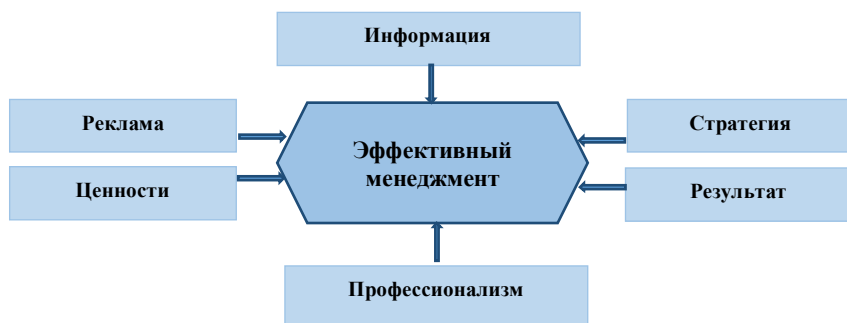 Информация
Реклама
Стратегия
Эффективный
менеджмент
Ценности
Результат
Профессионализм